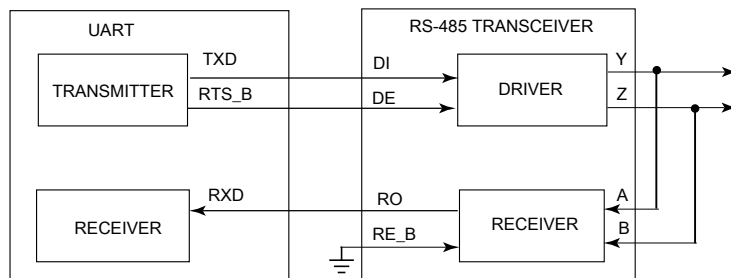 UART
RS-485 TRANSCEIVER
TXD
DI
Y
TRANSMITTER
DRIVER
RTS_B
DE
Z
RXD
RO
A
RECEIVER
RECEIVER
RE_B
B